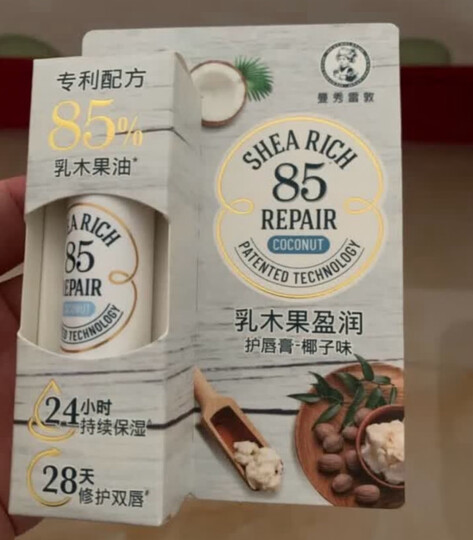 专利配方
85%
乳木果油*
SHEA RICH
85
REPAIR
COCONUT
PATENTED TECHNOLOGY
24小时
持续保湿^
28天
修护双唇#
曼秀雷敦
SHEA RICH
85
REPAIR
COCONUT
PATENTED TECHNOLOGY
乳木果盈润
护唇膏-椰子味